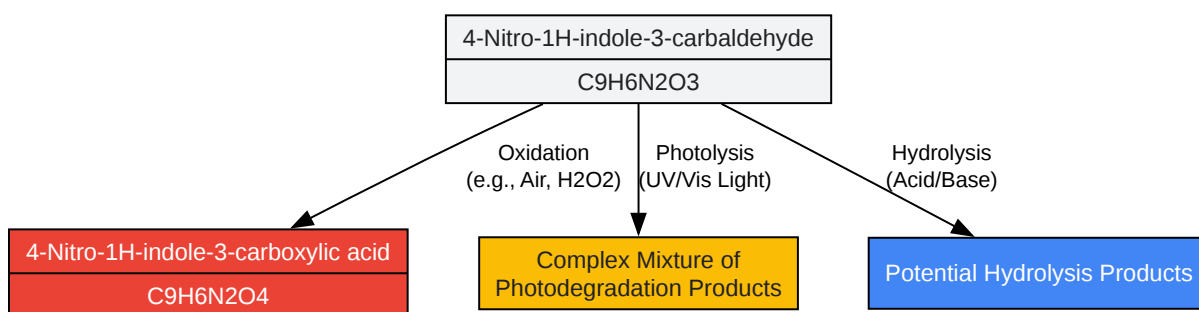 4-Nitro-1H-indole-3-carbaldehyde
C9H6N2O3
Oxidation
(e.g., Air, H2O2)
Photolysis
(UV/Vis Light)
Hydrolysis
(Acid/Base)
4-Nitro-1H-indole-3-carboxylic acid
C9H6N2O4
Complex Mixture of
Photodegradation Products
Potential Hydrolysis Products